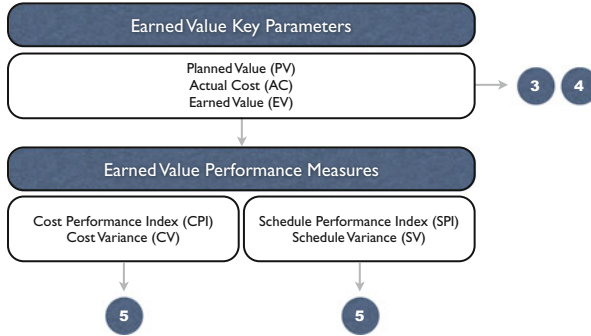 Earned Value Key Parameters
Planned Value (PV)
Actual Cost (AC)
Earned Value (EV)
3 4
Earned Value Performance Measures
Cost Performance Index (CPI)
Cost Variance (CV)
Schedule Performance Index (SPI)
Schedule Variance (SV)
5
5